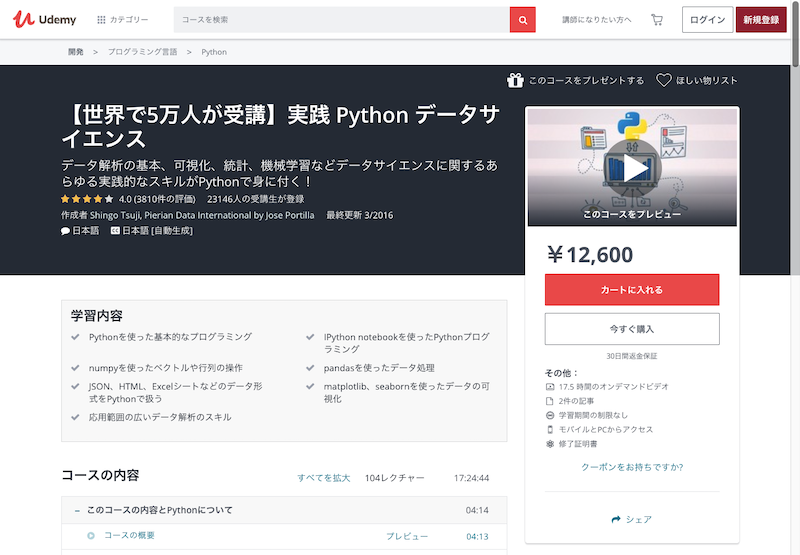 Udemy
カテゴリー
コースを検索
講師になりたい方へ
ログイン
新規登録
開発 > プログラミング言語 > Python
このコースをプレゼントする
ほしい物リスト
【世界で5万人が受講】実践 Python データサ
イエンス
データ解析の基本、可視化、統計、機械学習などデータサイエンスに関するあ
らゆる実践的なスキルがPythonで身に付く！
4.0 (3810件の評価) 23146人の受講生が登録
作成者 Shingo Tsuji, Pierian Data International by Jose Portilla 最終更新 3/2016
日本語 日本語 [自動生成]
このコースをプレビュー
¥12,600
カートに入れる
今すぐ購入
30日間返金保証
その他：
17.5 時間のオンデマンドビデオ
2件の記事
学習期間の制限なし
モバイルとPCからアクセス
修了証明書
クーポンをお持ちですか?
シェア
学習内容
Pythonを使った基本的なプログラミング
iPython notebookを使ったPythonプログ
ラミング
numpyを使ったベクトルや行列の操作
pandasを使ったデータ処理
JSON、HTML、Excelシートなどのデータ形
式をPythonで扱う
matplotlib、seabornを使ったデータの可
視化
応用範囲の広いデータ解析のスキル
コースの内容
すべてを拡大
104レクチャー
17:24:44
– このコースの内容とPythonについて
04:14
コースの概要
プレビュー
04:13